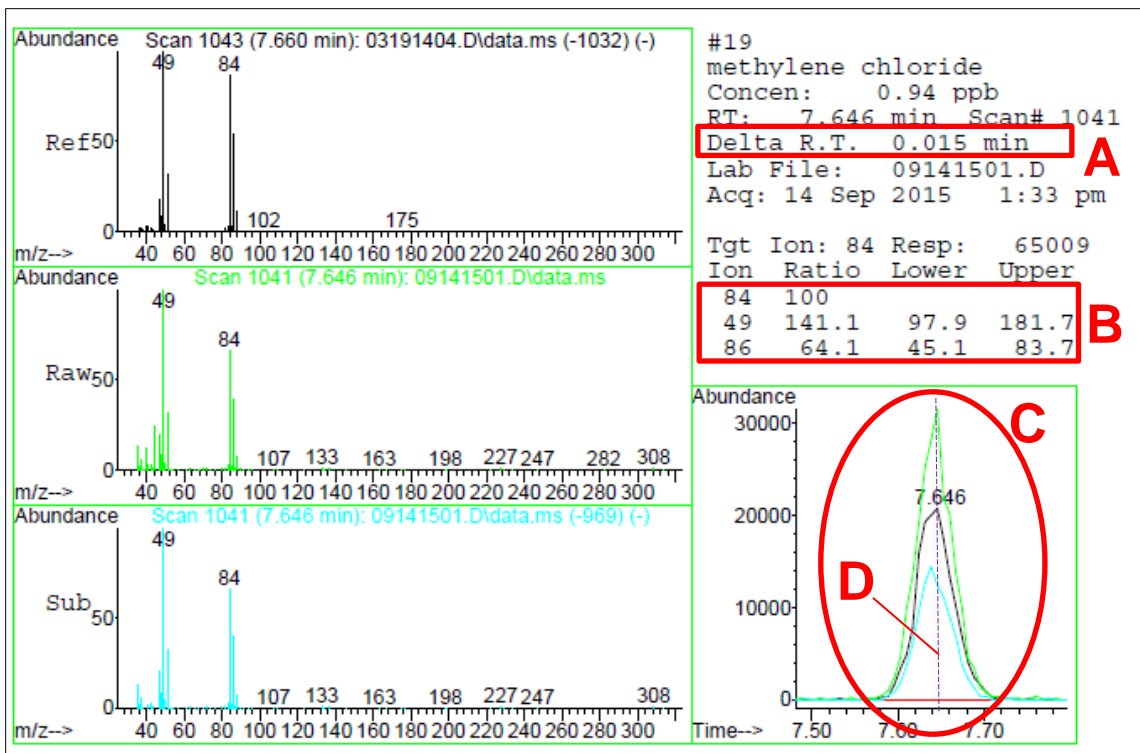 Abundance
Scan 1043 (7.660 min): 03191404.D\data.ms (-1032) (-)
49
84
Ref
50
0
102
175
m/z-->
40 60 80 100 120 140 160 180 200 220 240 260 280 300
Abundance
Scan 1041 (7.646 min): 09141501.D\data.ms
49
84
Raw
50
0
107 133 163 198 227 247 282 308
m/z-->
40 60 80 100 120 140 160 180 200 220 240 260 280 300
Abundance
Scan 1041 (7.646 min): 09141501.D\data.ms (-969) (-)
49
84
Sub
50
0
107 133 163 198 227 247 308
m/z-->
40 60 80 100 120 140 160 180 200 220 240 260 280 300
#19
methylene chloride
Concen: 0.94 ppb
RT: 7.646 min Scan# 1041
Delta R.T. 0.015 min
A
Lab File: 09141501.D
Acq: 14 Sep 2015 1:33 pm
Tgt Ion: 84 Resp: 65009
Ion Ratio Lower Upper
84 100
49 141.1 97.9 181.7
86 64.1 45.1 83.7
B
Abundance
30000
C
7.646
20000
D
10000
0
Time-->
7.50 7.60 7.70